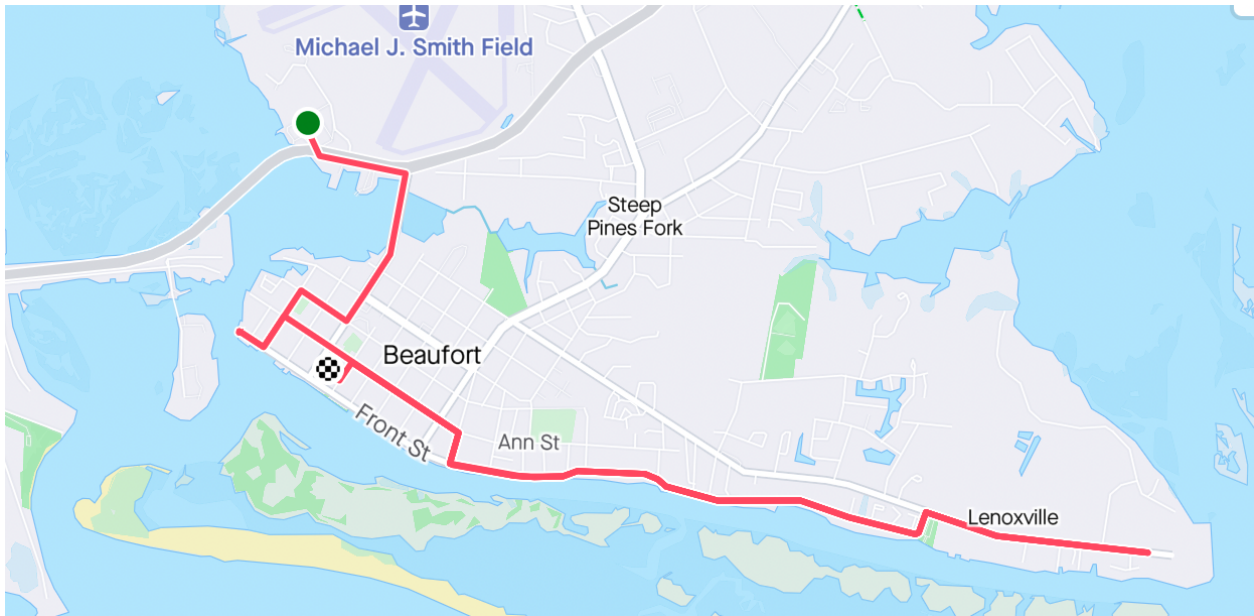 Michael J. Smith Field
Steep
Pines Fork
Beaufort
Front St
Ann St
Lenoxville